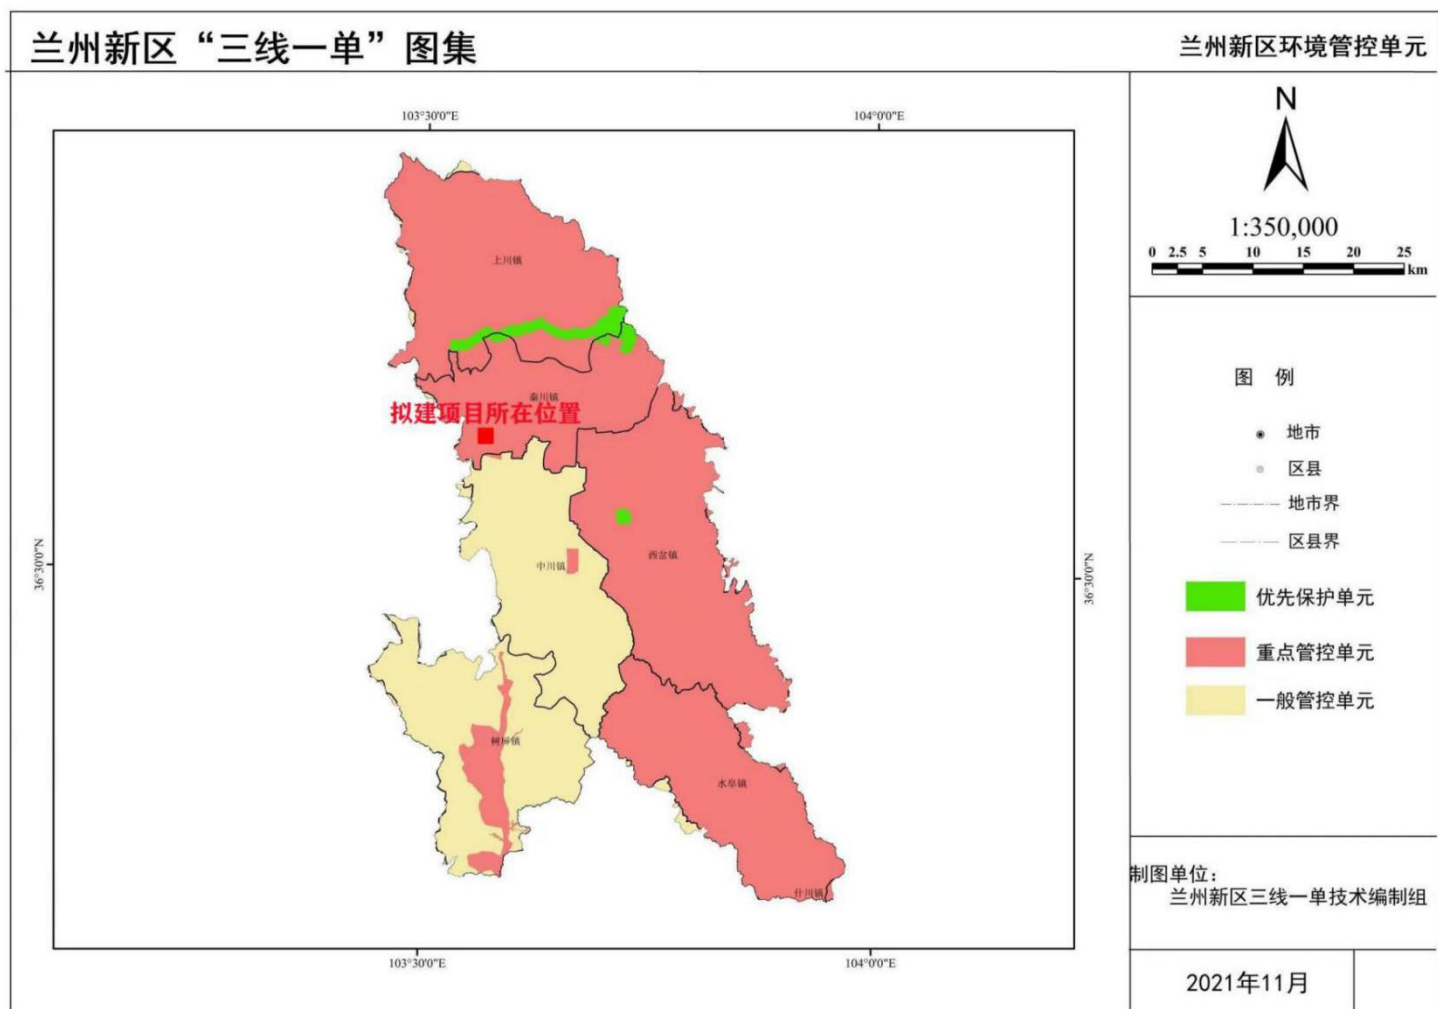 兰州新区“三线一单”图集
兰州新区环境管控单元
103°30'0"E
104°0'0"E
N
1:350,000
0 2.5 5 10 15 20 25
km
上川镇
秦川镇
拟建项目所在位置
36°30'0"N
中川镇
西岔镇
36°30'0"N
树屏镇
水阜镇
什川镇
103°30'0"E
104°0'0"E
图 例
地市
区县
地市界
区县界
优先保护单元
重点管控单元
一般管控单元
制图单位：
兰州新区三线一单技术编制组
2021年11月